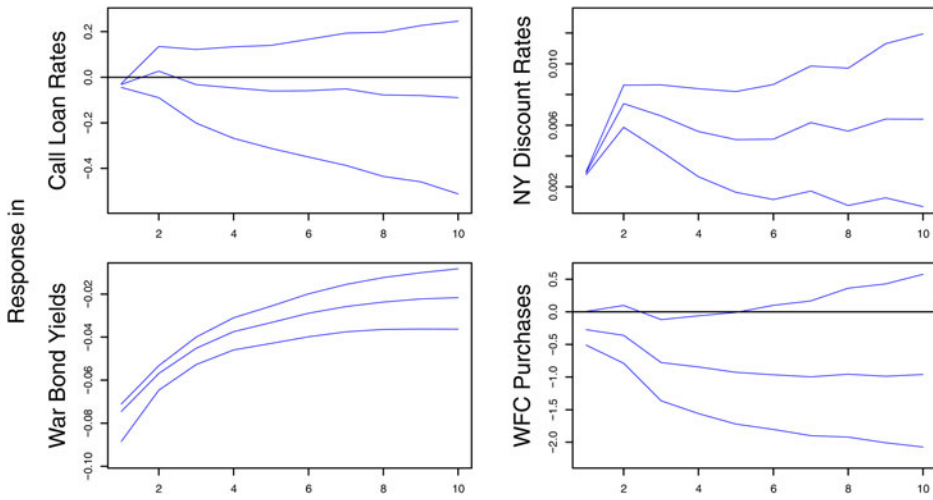 Response in
Call Loan Rates
0.2
0.0
−0.2
−0.4
2 4 6 8 10
NY Discount Rates
0.010
0.006
0.002
2 4 6 8 10
War Bond Yields
−0.02
−0.04
−0.06
−0.08
−0.10
2 4 6 8 10
WFC Purchases
0.5
0.0
−0.5
−1.0
−1.5
−2.0
2 4 6 8 10